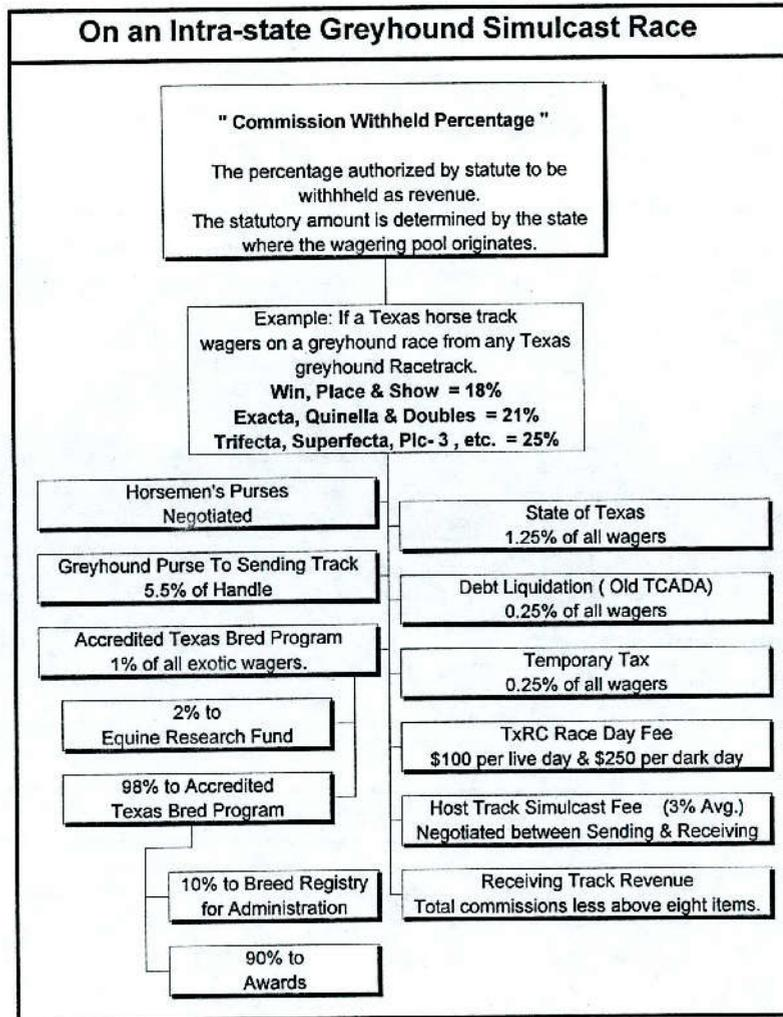 On an Intra-state Greyhound Simulcast Race
" Commission Withheld Percentage "
The percentage authorized by statute to be
withhheld as revenue.
The statutory amount is determined by the state
where the wagering pool originates.
Example: If a Texas horse track
wagers on a greyhound race from any Texas
greyhound Racetrack.
Win, Place & Show = 18%
Exacta, Quinella & Doubles = 21%
Trifecta, Superfecta, Pic- 3 , etc. = 25%
Horsemen's Purses
Negotiated
Greyhound Purse To Sending Track
5.5% of Handle
Accredited Texas Bred Program
1% of all exotic wagers.
2% to
Equine Research Fund
98% to Accredited
Texas Bred Program
10% to Breed Registry
for Administration
90% to
Awards
State of Texas
1.25% of all wagers
Debt Liquidation ( Old TCADA)
0.25% of all wagers
Temporary Tax
0.25% of all wagers
TxRC Race Day Fee
$100 per live day & $250 per dark day
Host Track Simulcast Fee (3% Avg.)
Negotiated between Sending & Receiving
Receiving Track Revenue
Total commissions less above eight items.